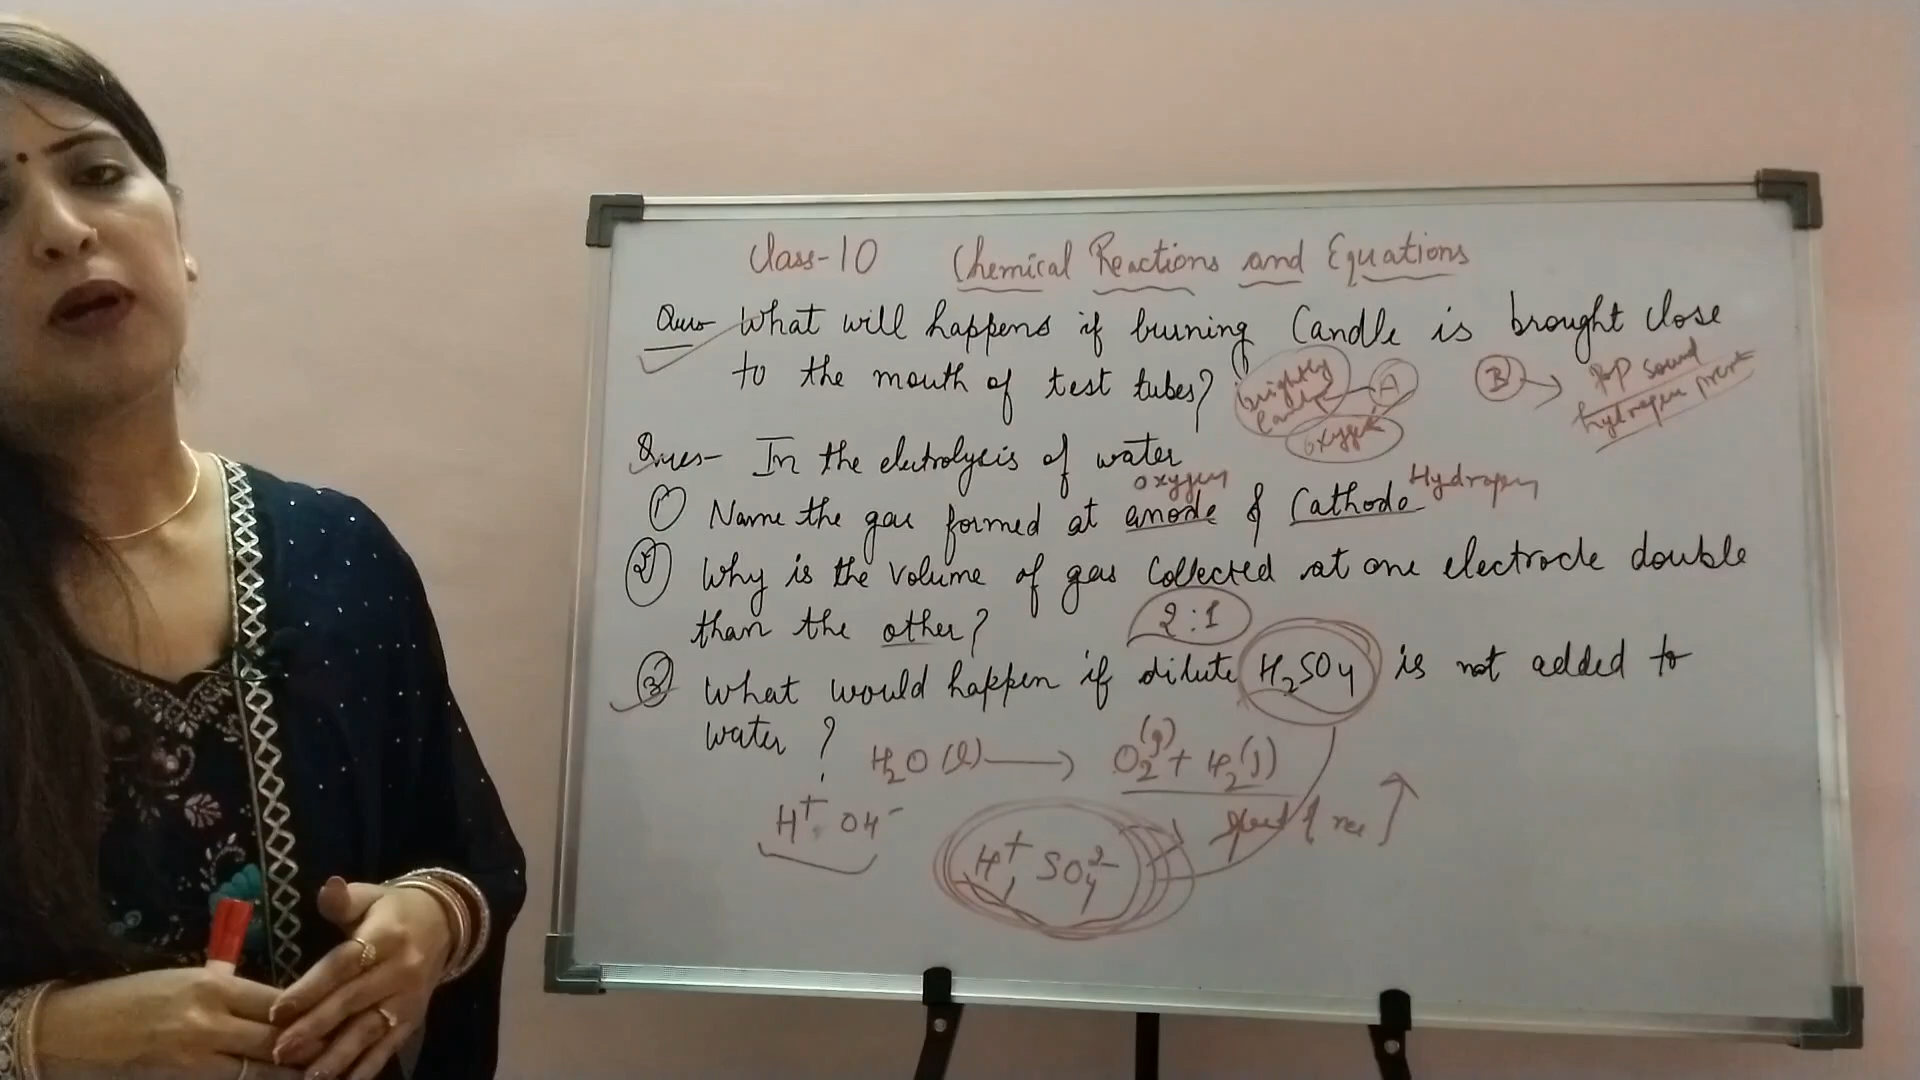 Class-10 Chemical Reactions and Equations
Ques- What will happens if burning Candle is brought close
to the mouth of test tubes?
brightly A
Oxygen
B → Pop sound
hydrogen
Ques- In the electrolysis of water
Oxygen Hydrogen
① Name the gas formed at anode & Cathode
② Why is the volume of gas collected at one electrode double
than the other? 2:1
③ What would happen if dilute H₂SO₄ is not added to
water?
H₂O(l) → O₂(g) + H₂(g)
H⁺ OH⁻
H⁺ SO₄²⁻ → ↑